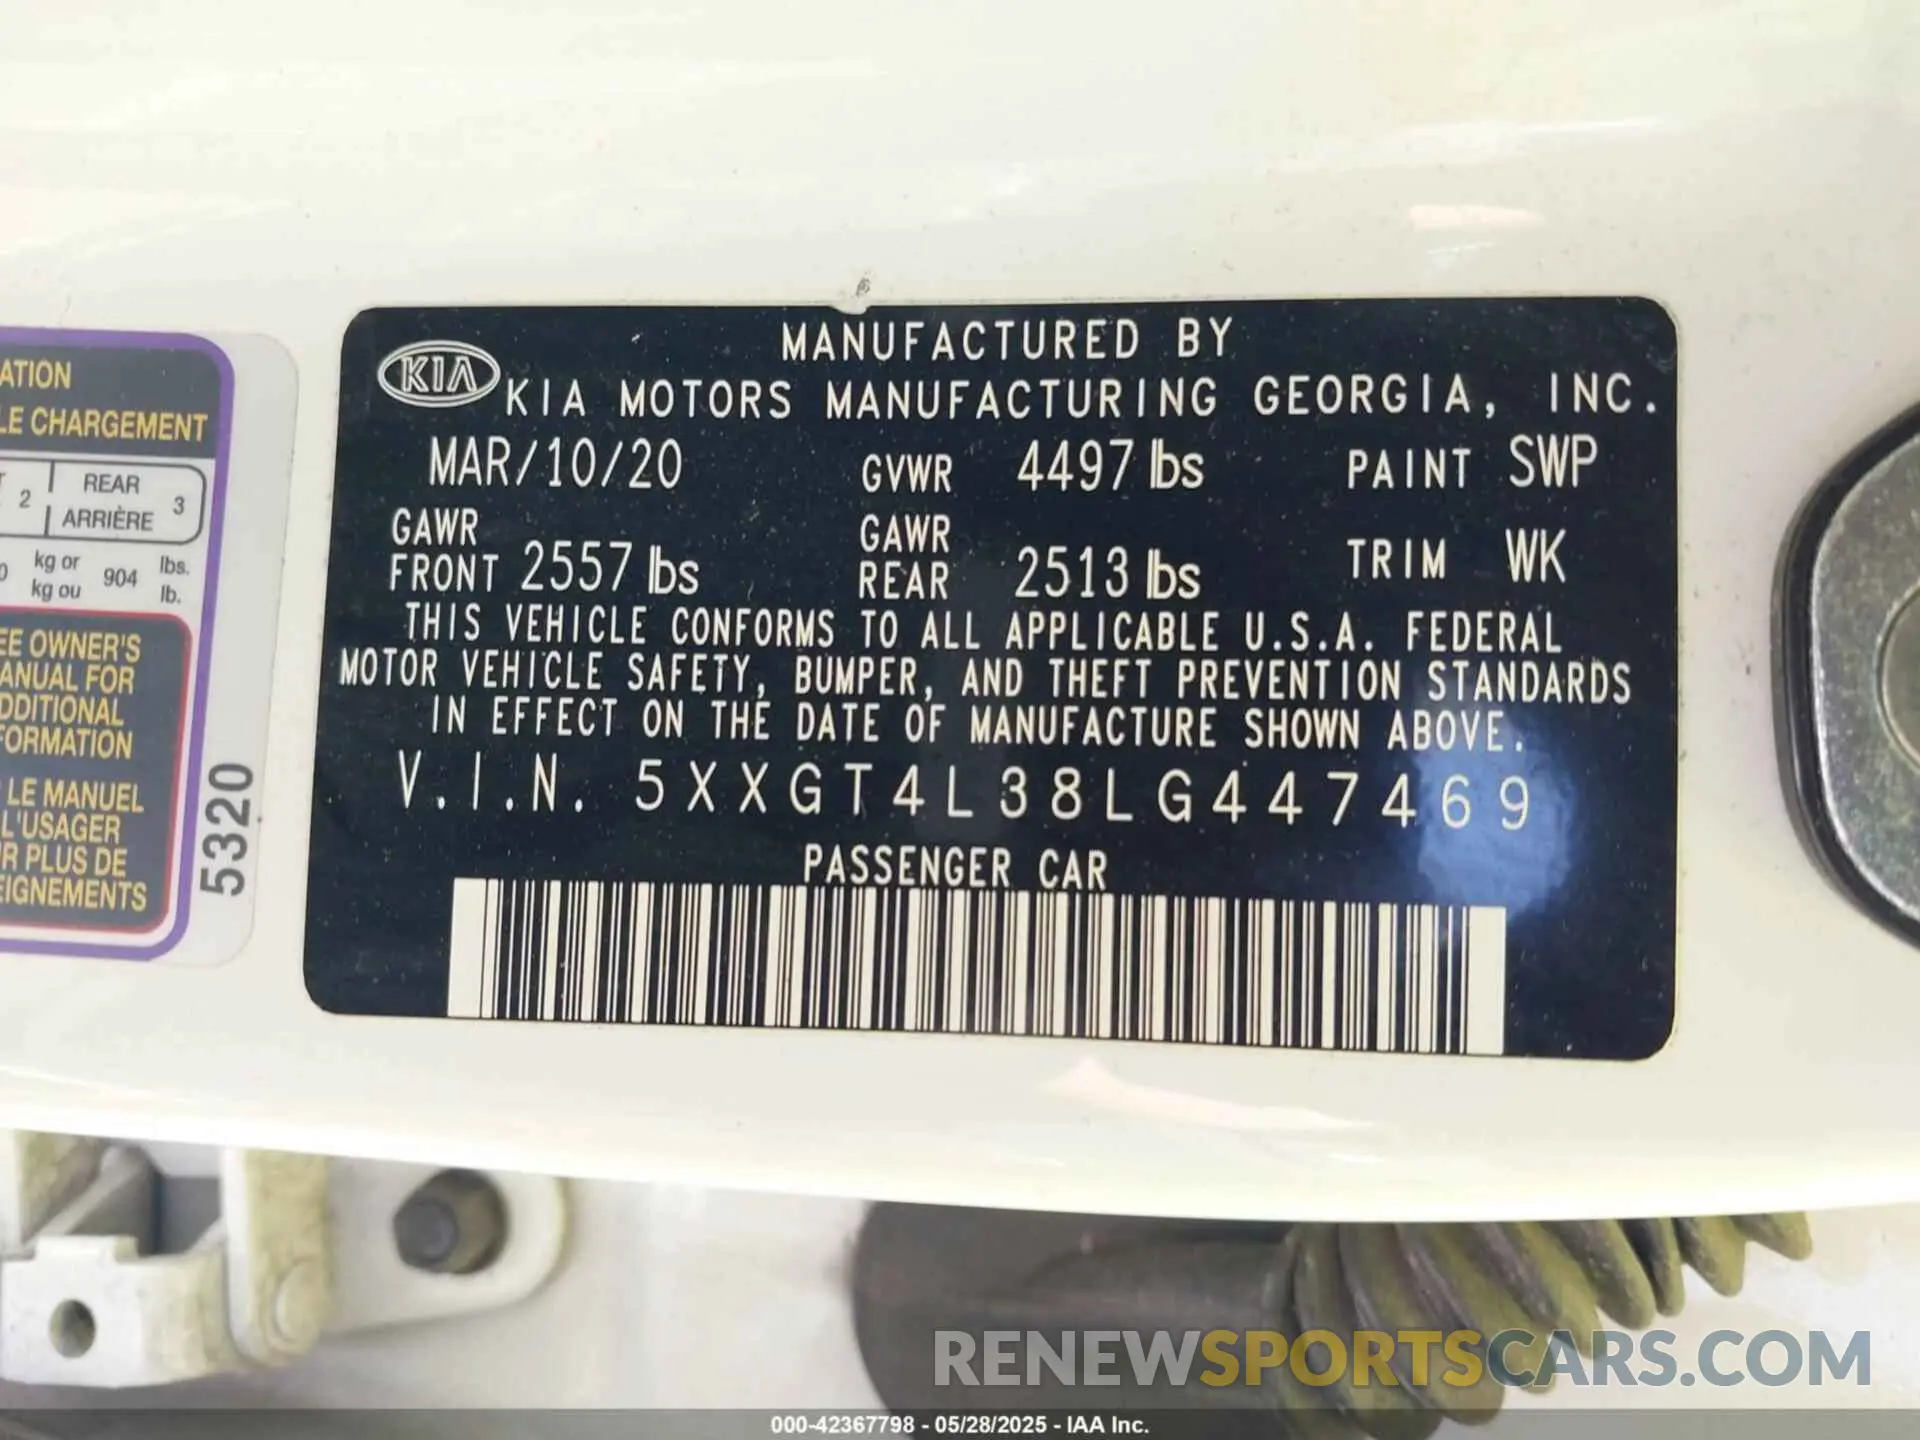 MANUFACTURED BY
KIA KIA MOTORS MANUFACTURING GEORGIA, INC.
MAR/10/20 GVWR 4497 lbs PAINT SWP
GAWR FRONT 2557 lbs GAWR REAR 2513 lbs TRIM WK
THIS VEHICLE CONFORMS TO ALL APPLICABLE U.S.A. FEDERAL
MOTOR VEHICLE SAFETY, BUMPER, AND THEFT PREVENTION STANDARDS
IN EFFECT ON THE DATE OF MANUFACTURE SHOWN ABOVE.
V.I.N. 5XXGT4L38LG447469
PASSENGER CAR
ATION
LE CHARGEMENT
2 REAR 3
ARRIÈRE
kg or 904 lbs.
kg ou lb.
EE OWNER'S
ANUAL FOR
DDITIONAL
FORMATION
LE MANUEL
L'USAGER
R PLUS DE
EIGNEMENTS
5320
RENEWSPORTSCARS.COM
000-42367798 - 05/28/2025 - IAA Inc.